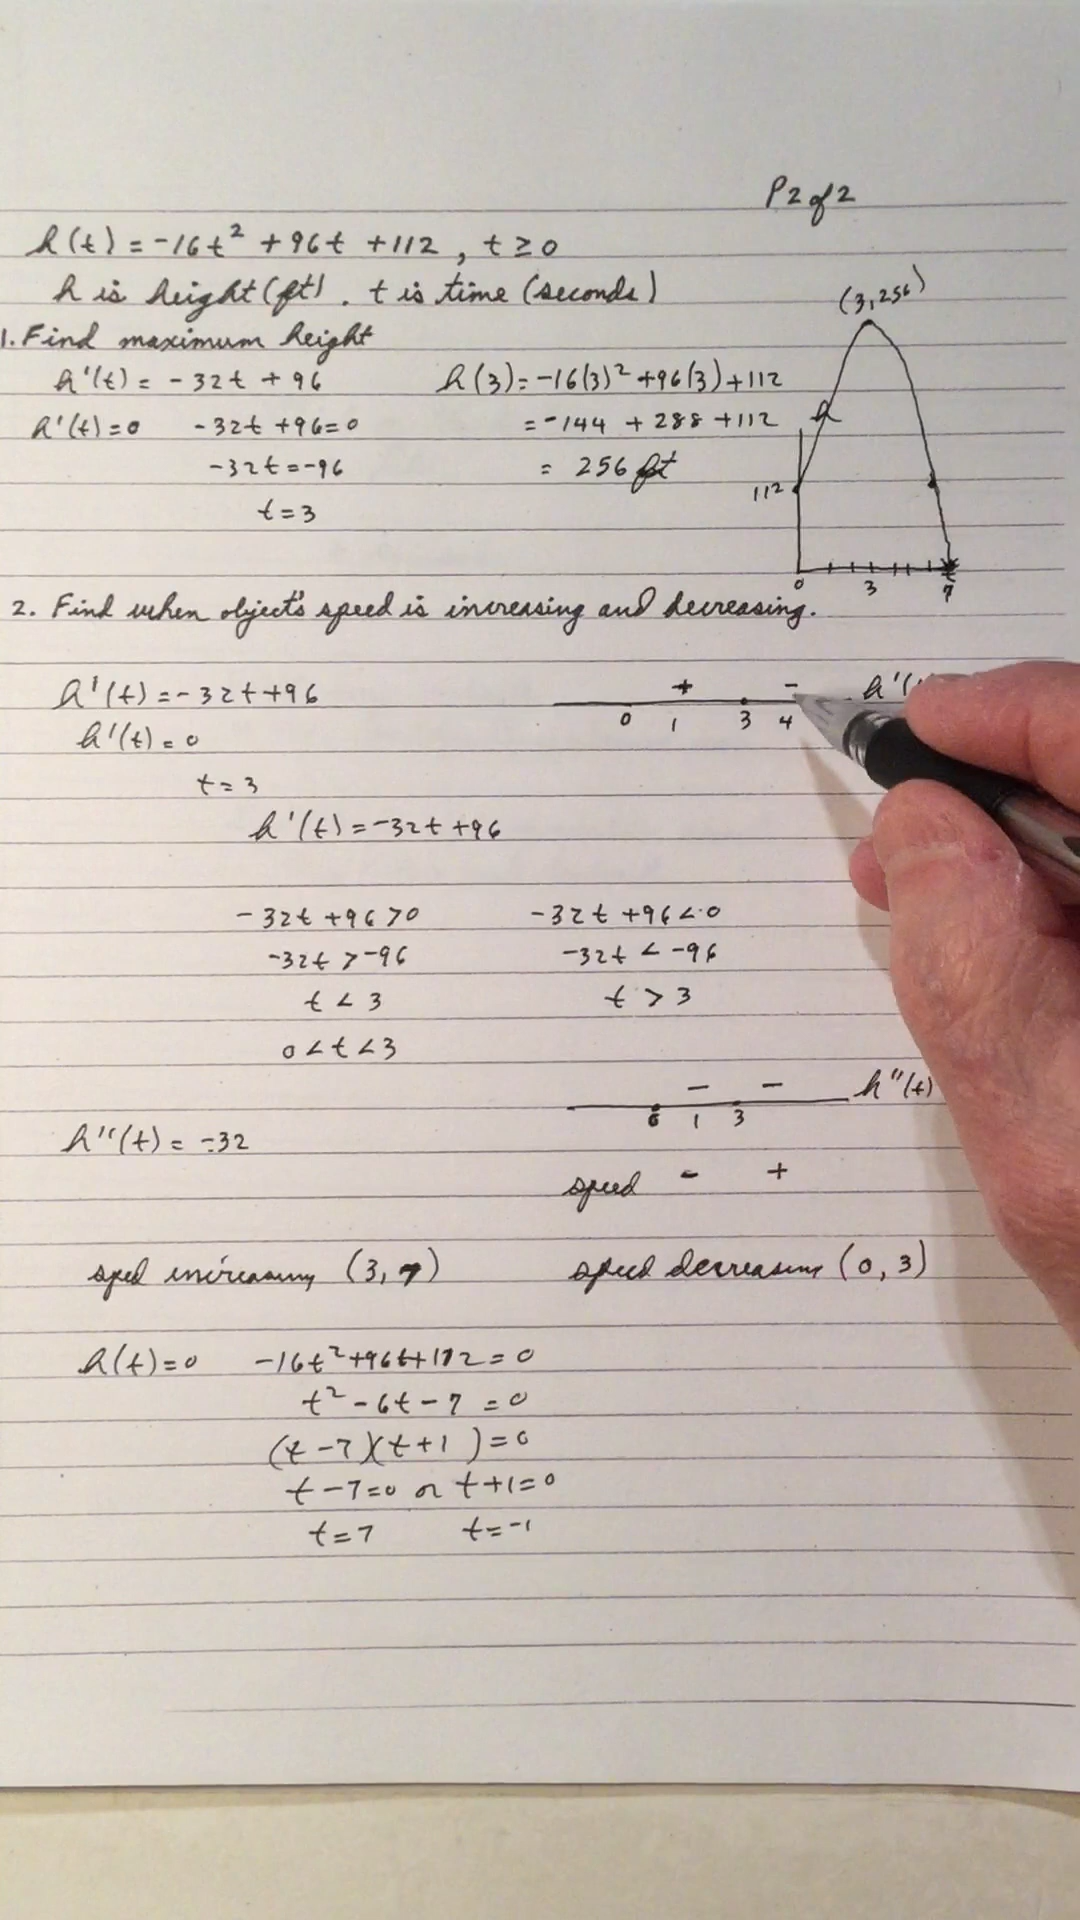 P2 of 2
h(t) = -16t² + 96t + 112, t ≥ 0
h is height (ft). t is time (seconds)
(3, 256)
1. Find maximum height
h'(t) = -32t + 96
h(3) = -16(3)² + 96(3) + 112
h
h'(t) = 0 -32t + 96 = 0
= -144 + 288 + 112
-32t = -96
= 256 ft
112
t = 3
0 3 7
t
2. Find when object's speed is increasing and decreasing.
h'(t) = -32t + 96
+ - h'(
0 1 3 4
h'(t) = 0
t = 3
h'(t) = -32t + 96
-32t + 96 > 0 -32t + 96 < 0
-32t > -96 -32t < -96
t < 3 t > 3
0 < t < 3
- - h''(t)
0 1 3
h''(t) = -32
speed - +
sped increasing (3, 7) speed decreasing (0, 3)
h(t) = 0 -16t² + 96t + 112 = 0
t² - 6t - 7 = 0
(t - 7)(t + 1) = 0
t - 7 = 0 or t + 1 = 0
t = 7 t = -1